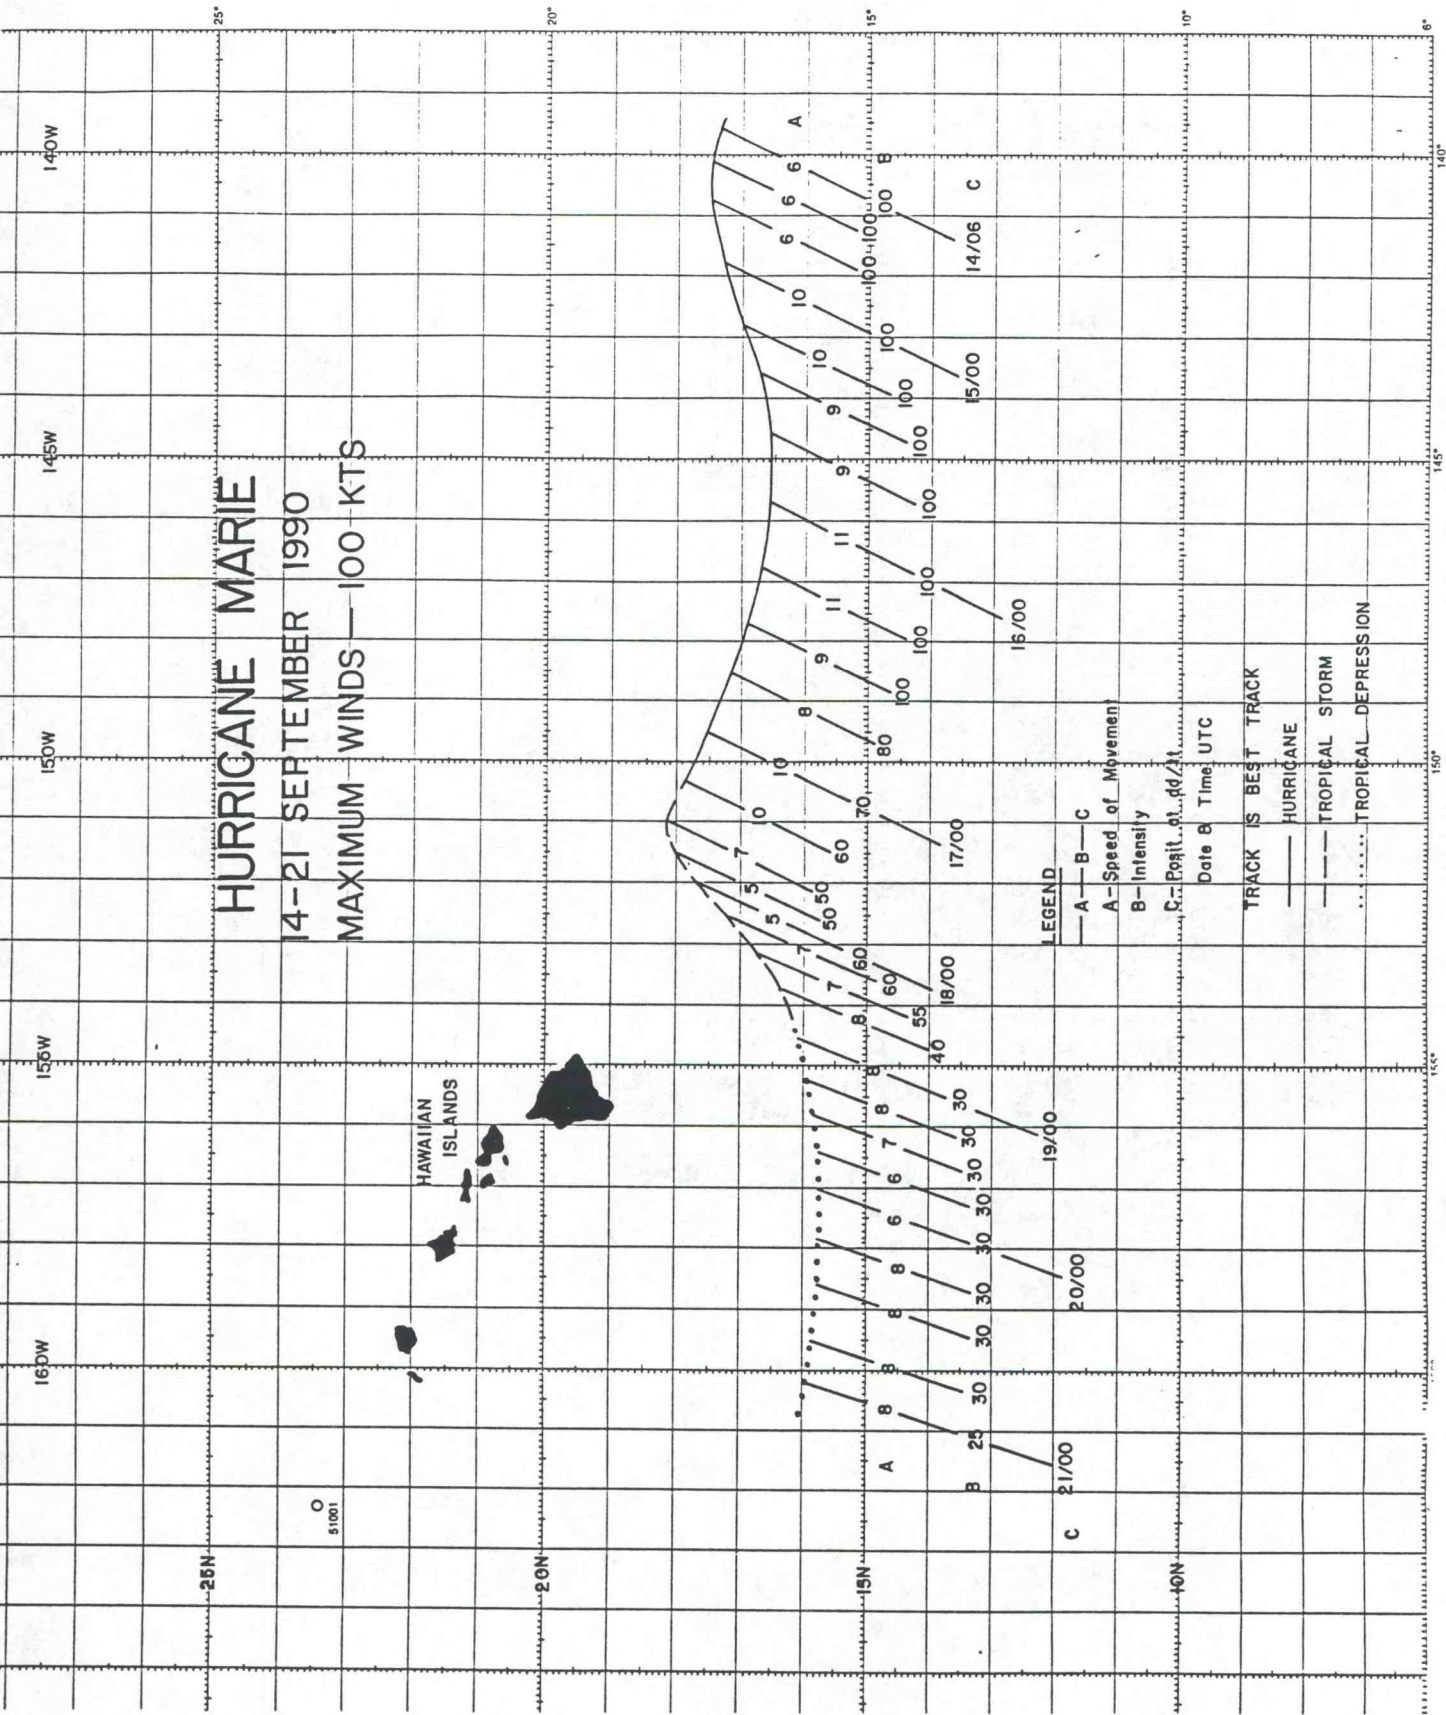 160W 155W 150W 145W 140W
25N 25°
HURRICANE MARIE
14-21 SEPTEMBER 1990
MAXIMUM WINDS—100 KTS
51001
HAWAIIAN
ISLANDS
20N 20°
A 8 8 8 8 6 6 7 8 8 8 7 7 5 5 7 10 10 8 9 11 11 9 9 10 10 6 6 6 A
15N 15°
B 25 30 30 30 30 30 30 30 30 40 55 60 60 50 50 60 70 80 100 100 100 100 100 100 100 100 100 100 B
C 21/00 20/00 19/00 18/00 17/00 16/00 15/00 14/06 C
LEGEND
A—B—C
A-Speed of Movement
B-Intensity
C-Posit at dd/tt
Date & Time UTC
10N 10°
TRACK IS BEST TRACK
HURRICANE
TROPICAL STORM
TROPICAL DEPRESSION
155° 150° 145° 140° 6°